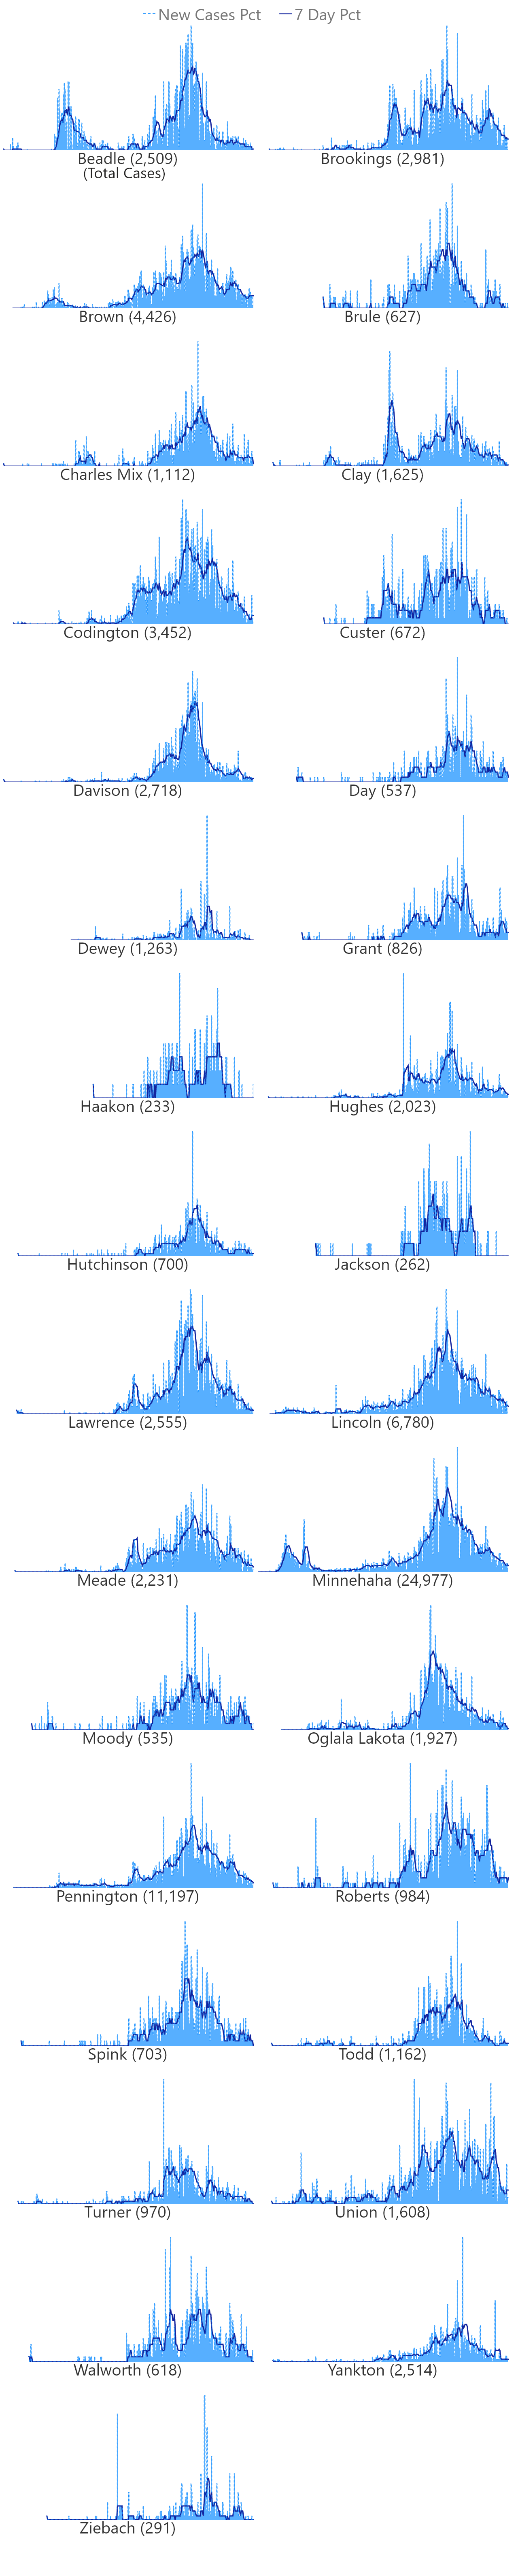 New Cases Pct 7 Day Pct
Beadle (2,509)
(Total Cases)
Brookings (2,981)
Brown (4,426)
Brule (627)
Charles Mix (1,112)
Clay (1,625)
Codington (3,452)
Custer (672)
Davison (2,718)
Day (537)
Dewey (1,263)
Grant (826)
Haakon (233)
Hughes (2,023)
Hutchinson (700)
Jackson (262)
Lawrence (2,555)
Lincoln (6,780)
Meade (2,231)
Minnehaha (24,977)
Moody (535)
Oglala Lakota (1,927)
Pennington (11,197)
Roberts (984)
Spink (703)
Todd (1,162)
Turner (970)
Union (1,608)
Walworth (618)
Yankton (2,514)
Ziebach (291)